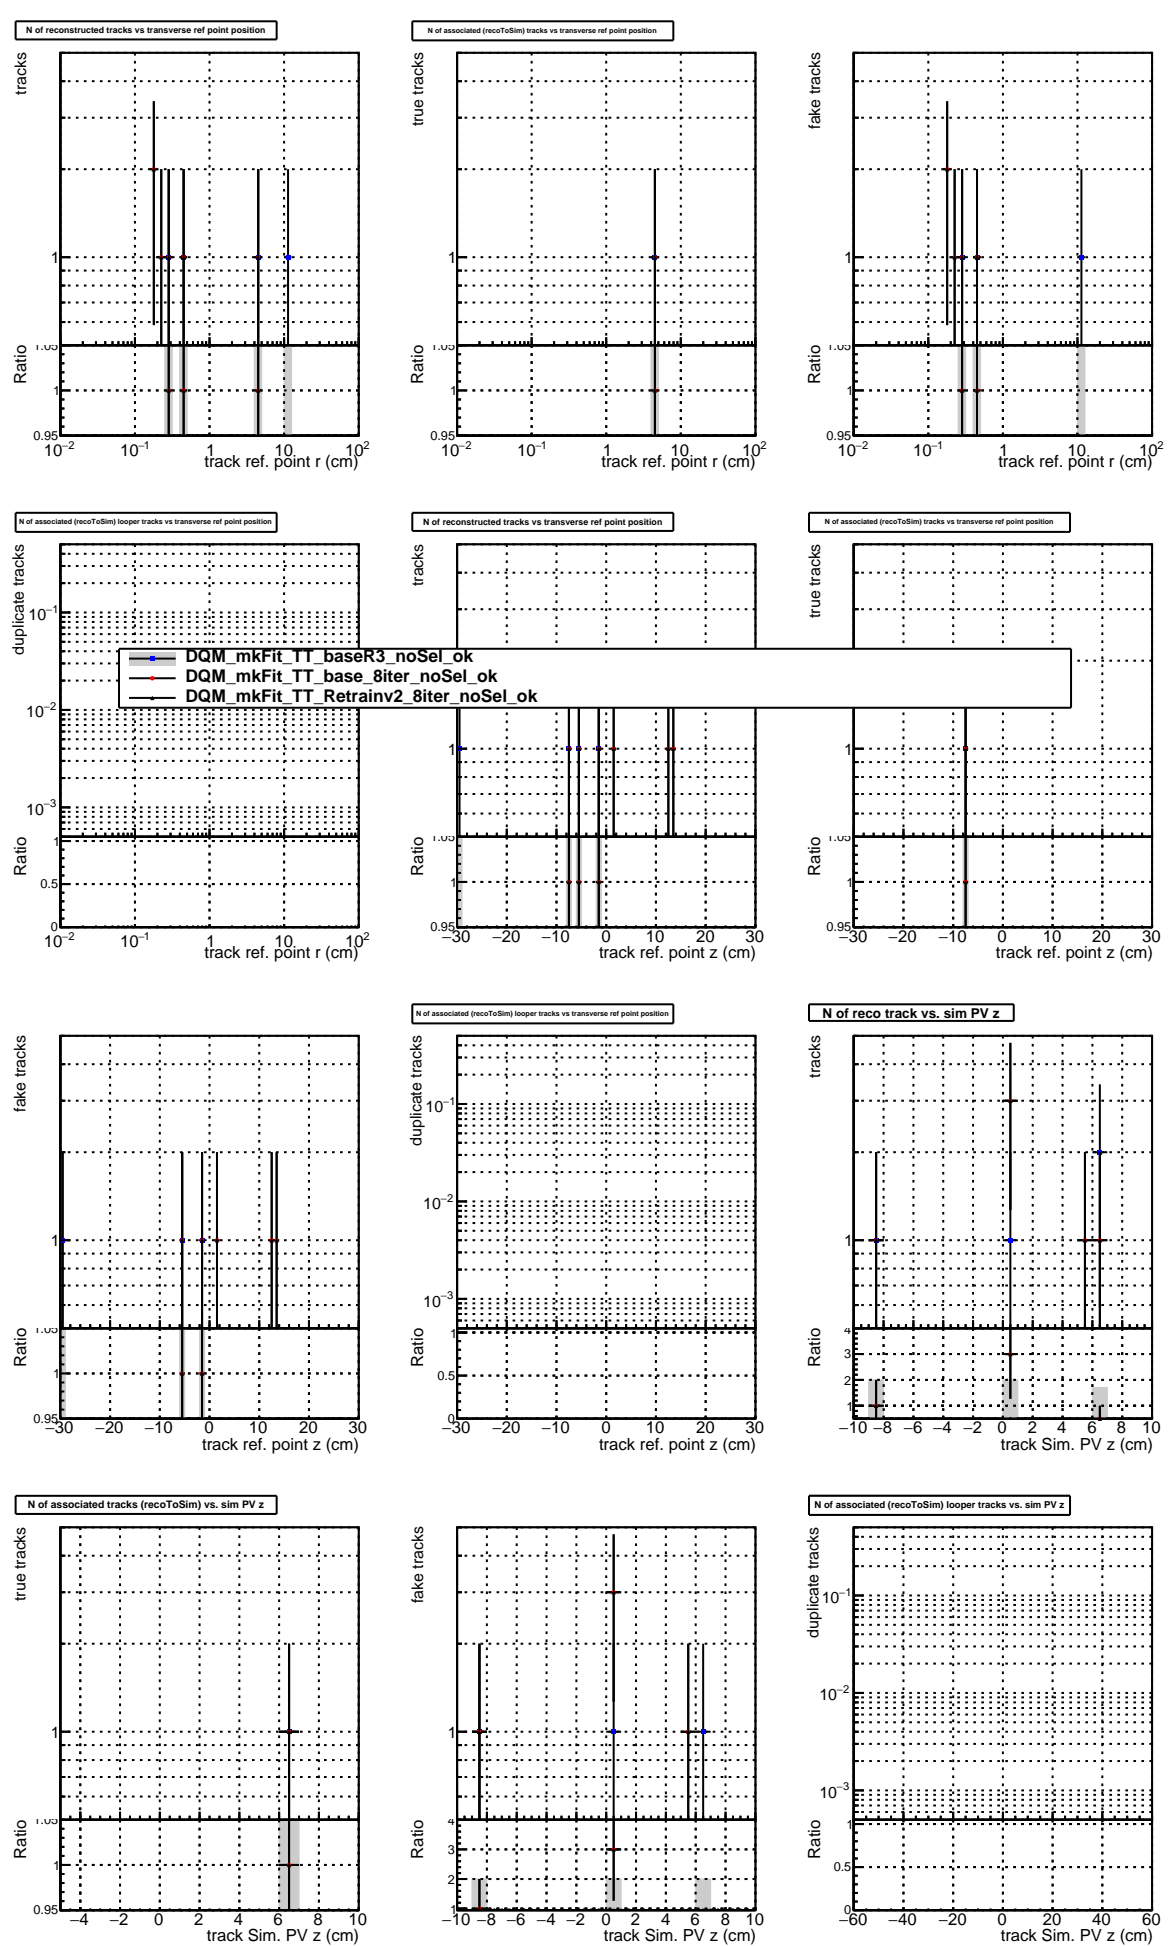 N of reconstructed tracks vs transverse ref point position
tracks
1
1.05
Ratio
1
0.95
10−2 10−1 1 10 102
track ref. point r (cm)
N of associated (recoToSim) tracks vs transverse ref point position
true tracks
1
1.05
Ratio
1
0.95
10−2 10−1 1 10 102
track ref. point r (cm)
fake tracks
1
1.05
Ratio
1
0.95
10−2 10−1 1 10 102
track ref. point r (cm)
N of associated (recoToSim) looper tracks vs transverse ref point position
duplicate tracks
10−1
10−2
10−3
Ratio
1
0.5
0
10−2 10−1 1 10 102
track ref. point r (cm)
N of reconstructed tracks vs transverse ref point position
tracks
1
1.05
Ratio
1
0.95
−30 −20 −10 0 10 20 30
track ref. point z (cm)
N of associated (recoToSim) tracks vs transverse ref point position
true tracks
1
1.05
Ratio
1
0.95
−30 −20 −10 0 10 20 30
track ref. point z (cm)
DQM_mkFit_TT_baseR3_noSel_ok
DQM_mkFit_TT_base_8iter_noSel_ok
DQM_mkFit_TT_Retrainv2_8iter_noSel_ok
fake tracks
1
1.05
Ratio
1
0.95
−30 −20 −10 0 10 20 30
track ref. point z (cm)
N of associated (recoToSim) looper tracks vs transverse ref point position
duplicate tracks
10−1
10−2
10−3
Ratio
1
0.5
0
−30 −20 −10 0 10 20 30
track ref. point z (cm)
N of reco track vs. sim PV z
tracks
1
Ratio
4
3
2
1
−10 −8 −6 −4 −2 0 2 4 6 8 10
track Sim. PV z (cm)
N of associated tracks (recoToSim) vs. sim PV z
true tracks
1
1.05
Ratio
1
0.95
−4 −2 0 2 4 6 8 10
track Sim. PV z (cm)
fake tracks
1
Ratio
4
3
2
1
−10 −8 −6 −4 −2 0 2 4 6 8 10
track Sim. PV z (cm)
N of associated (recoToSim) looper tracks vs. sim PV z
duplicate tracks
10−1
10−2
10−3
Ratio
1
0.5
0
−60 −40 −20 0 20 40 60
track Sim. PV z (cm)